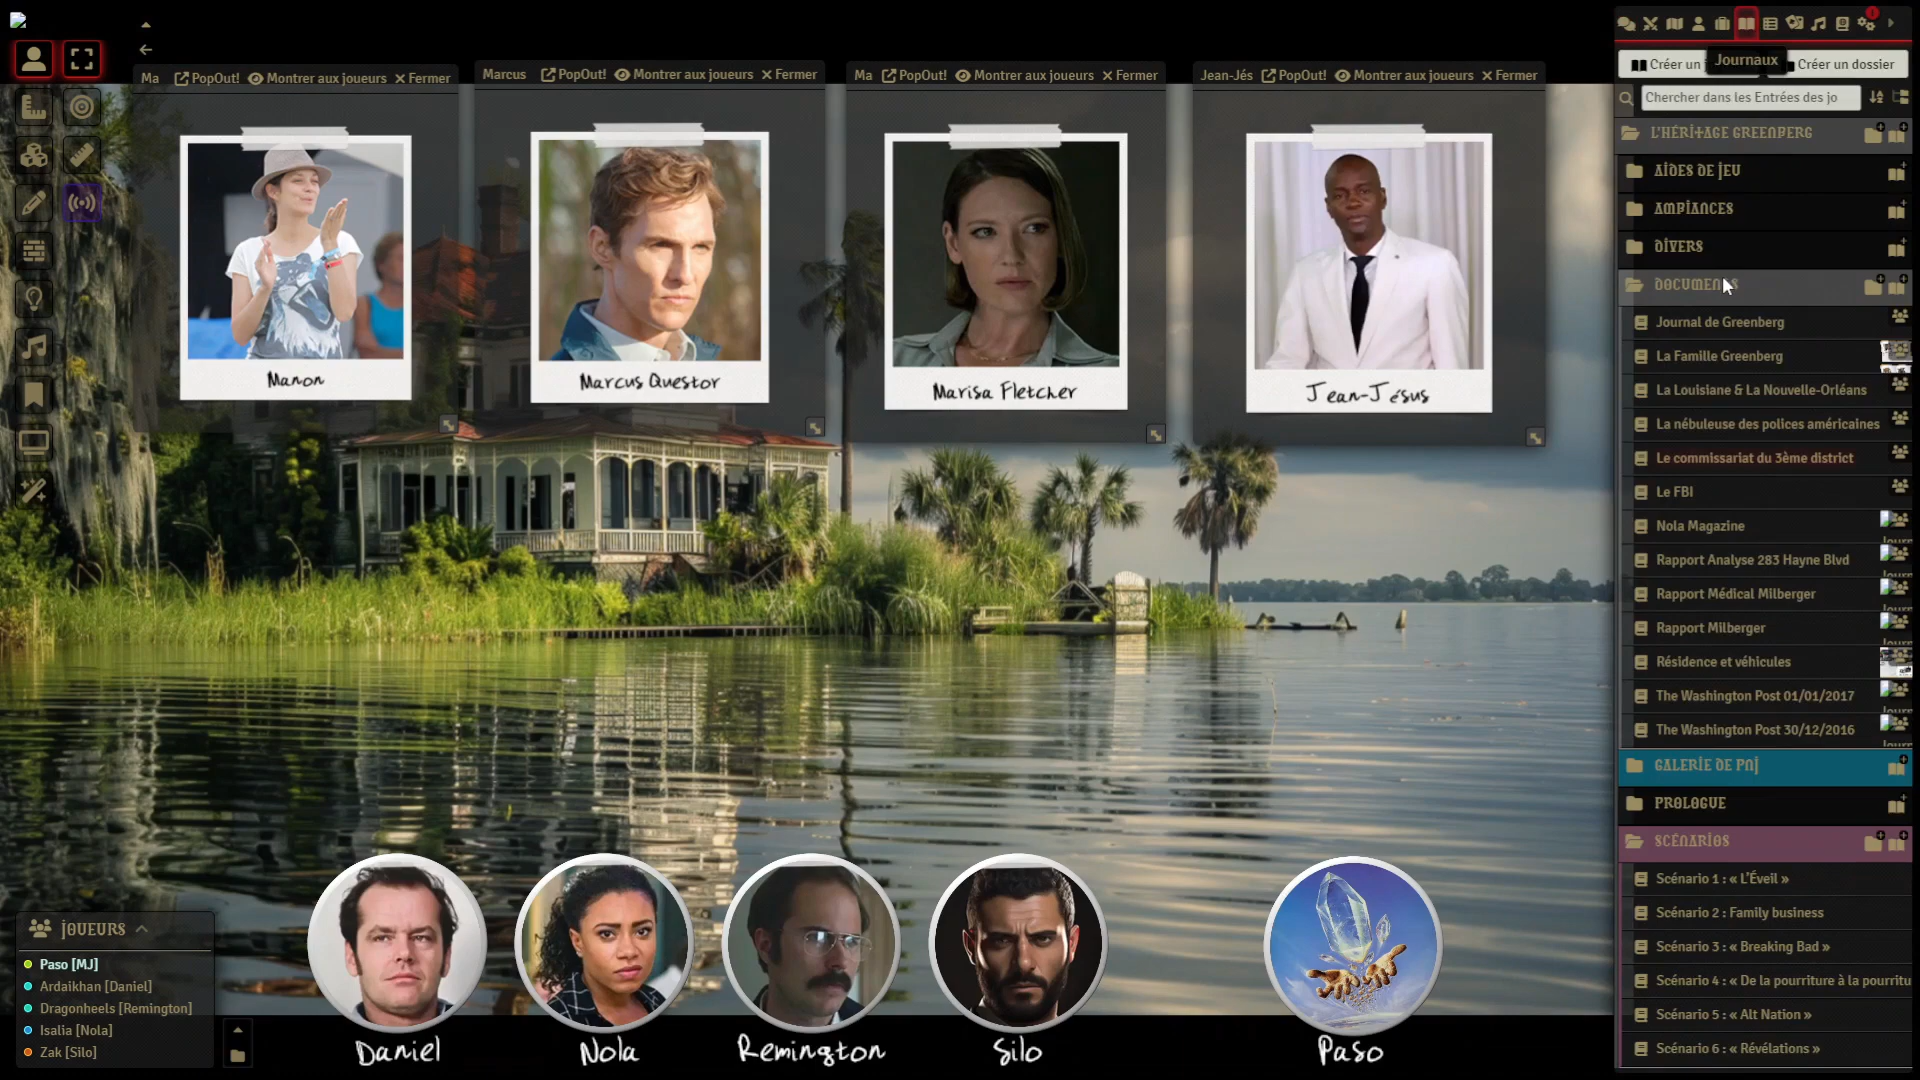 Ma PopOut! Montrer aux joueurs Fermer
Marcus PopOut! Montrer aux joueurs Fermer
Ma PopOut! Montrer aux joueurs Fermer
Jean-Jés PopOut! Montrer aux joueurs Fermer
Manon
Marcus Questor
Marisa Fletcher
Jean-Jésus
Daniel
Nola
Remington
Silo
Paso
JOUEURS
Paso [MJ]
Ardaikhan [Daniel]
Dragonheels [Remington]
Isalia [Nola]
Zak [Silo]
Créer un
Journaux
Créer un dossier
Chercher dans les Entrées des jo
L'HÉRITAGE GREENBERG
AIDES DE JEU
AMBIANCES
DIVERS
DOCUMENTS
Journal de Greenberg
La Famille Greenberg
La Louisiane & La Nouvelle-Orléans
La nébuleuse des polices américaines
Le commissariat du 3ème district
Le FBI
Nola Magazine
Rapport Analyse 283 Hayne Blvd
Rapport Médical Milberger
Rapport Milberger
Résidence et véhicules
The Washington Post 01/01/2017
The Washington Post 30/12/2016
GALERIE DE PNJ
PROLOGUE
SCÉNARIOS
Scénario 1 : « L'Éveil »
Scénario 2 : Family business
Scénario 3 : « Breaking Bad »
Scénario 4 : « De la pourriture à la pourritu
Scénario 5 : « Alt Nation »
Scénario 6 : « Révélations »